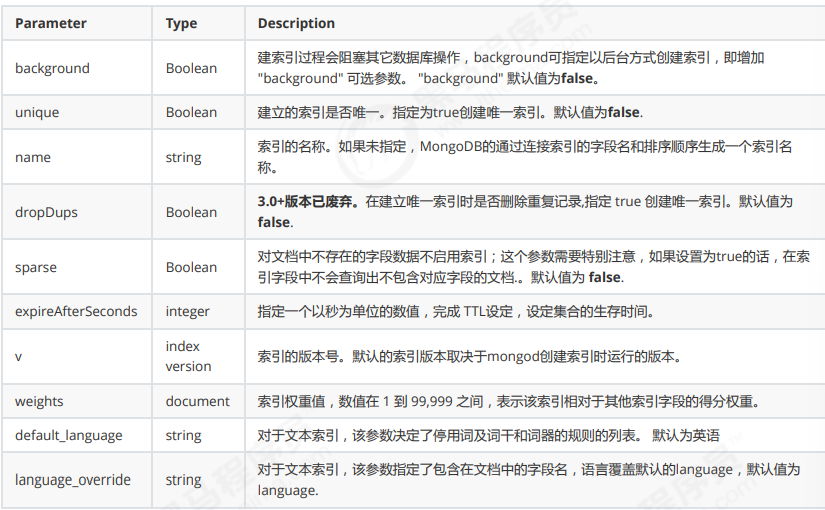 Parameter Type Description
background Boolean 建索引过程会阻塞其它数据库操作，background可指定以后台方式创建索引，即增加
"background" 可选参数。 "background" 默认值为false。
unique Boolean 建立的索引是否唯一。指定为true创建唯一索引。默认值为false.
name string 索引的名称。如果未指定，MongoDB的通过连接索引的字段名和排序顺序生成一个索引名
称。
dropDups Boolean 3.0+版本已废弃。在建立唯一索引时是否删除重复记录,指定 true 创建唯一索引。默认值为
false.
sparse Boolean 对文档中不存在的字段数据不启用索引；这个参数需要特别注意，如果设置为true的话，在索
引字段中不会查询出不包含对应字段的文档.。默认值为 false.
expireAfterSeconds integer 指定一个以秒为单位的数值，完成 TTL设定，设定集合的生存时间。
v index version 索引的版本号。默认的索引版本取决于mongod创建索引时运行的版本。
weights document 索引权重值，数值在 1 到 99,999 之间，表示该索引相对于其他索引字段的得分权重。
default_language string 对于文本索引，该参数决定了停用词及词干和词器的规则的列表。 默认为英语
language_override string 对于文本索引，该参数指定了包含在文档中的字段名，语言覆盖默认的language，默认值为
language.